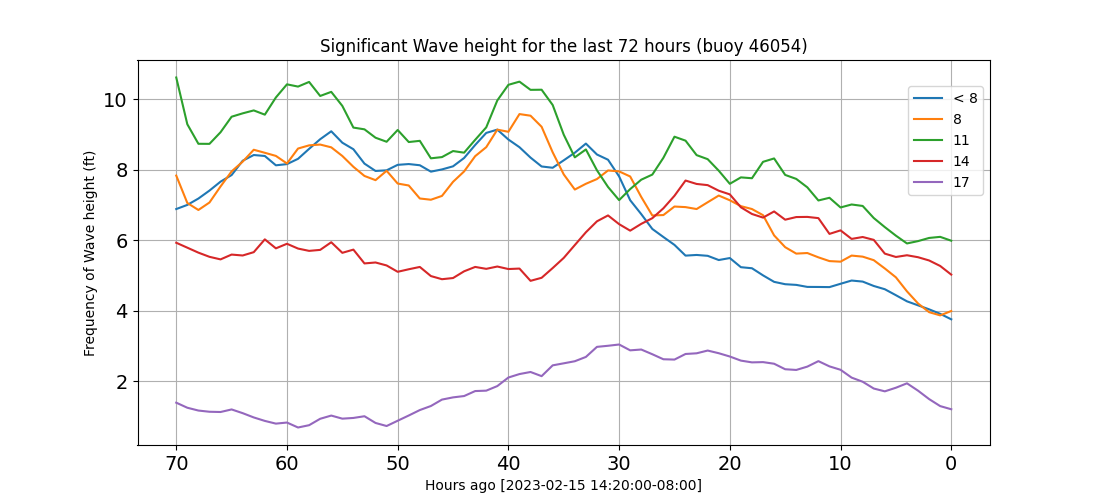 Significant Wave height for the last 72 hours (buoy 46054)
Frequency of Wave height (ft)
10
8
6
4
2
< 8
8
11
14
17
70 60 50 40 30 20 10 0
Hours ago [2023-02-15 14:20:00-08:00]